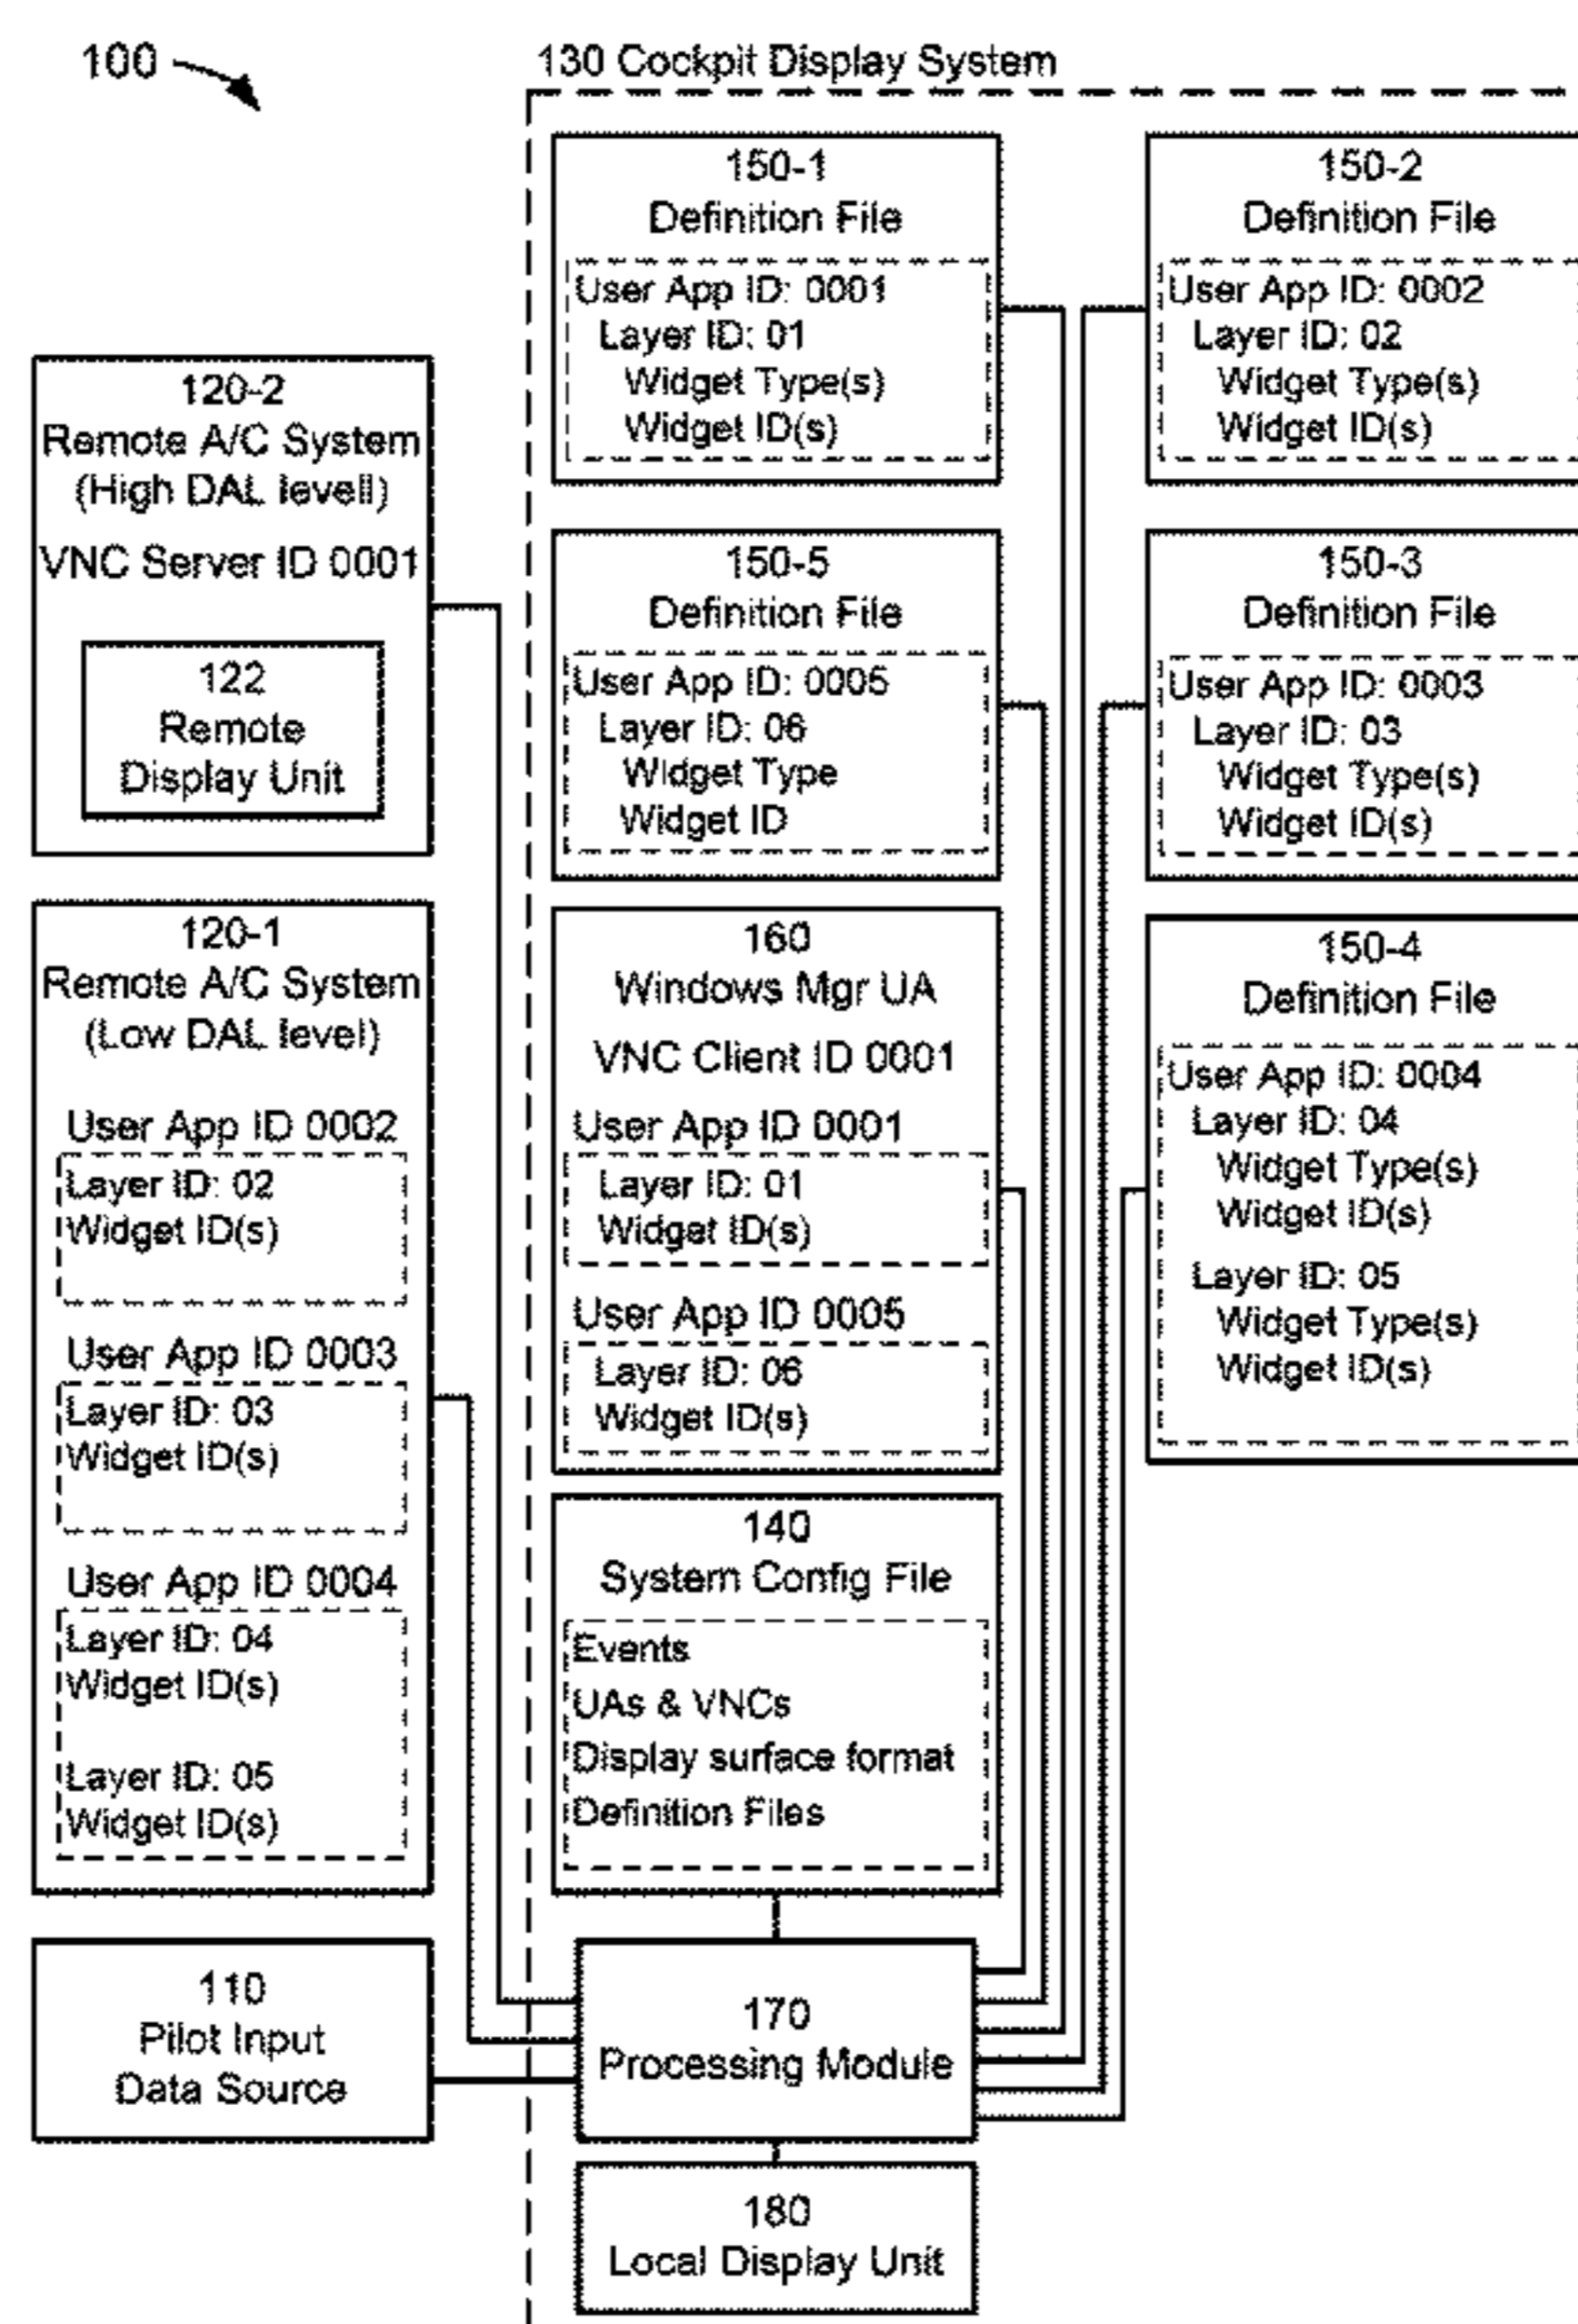 100
130 Cockpit Display System
150-1
Definition File
User App ID: 0001
Layer ID: 01
Widget Type(s)
Widget ID(s)
150-2
Definition File
User App ID: 0002
Layer ID: 02
Widget Type(s)
Widget ID(s)
120-2
Remote A/C System
(High DAL levell)
VNC Server ID 0001
122
Remote
Display Unit
150-5
Definition File
User App ID: 0005
Layer ID: 06
Widget Type
Widget ID
150-3
Definition File
User App ID: 0003
Layer ID: 03
Widget Type(s)
Widget ID(s)
120-1
Remote A/C System
(Low DAL level)
User App ID 0002
Layer ID: 02
Widget ID(s)
User App ID 0003
Layer ID: 03
Widget ID(s)
User App ID 0004
Layer ID: 04
Widget ID(s)
Layer ID: 05
Widget ID(s)
160
Windows Mgr UA
VNC Client ID 0001
User App ID 0001
Layer ID: 01
Widget ID(s)
User App ID 0005
Layer ID: 06
Widget ID(s)
150-4
Definition File
User App ID: 0004
Layer ID: 04
Widget Type(s)
Widget ID(s)
Layer ID: 05
Widget Type(s)
Widget ID(s)
140
System Config File
Events
UAs & VNCs
Display surface format
Definition Files
110
Pilot Input
Data Source
170
Processing Module
180
Local Display Unit